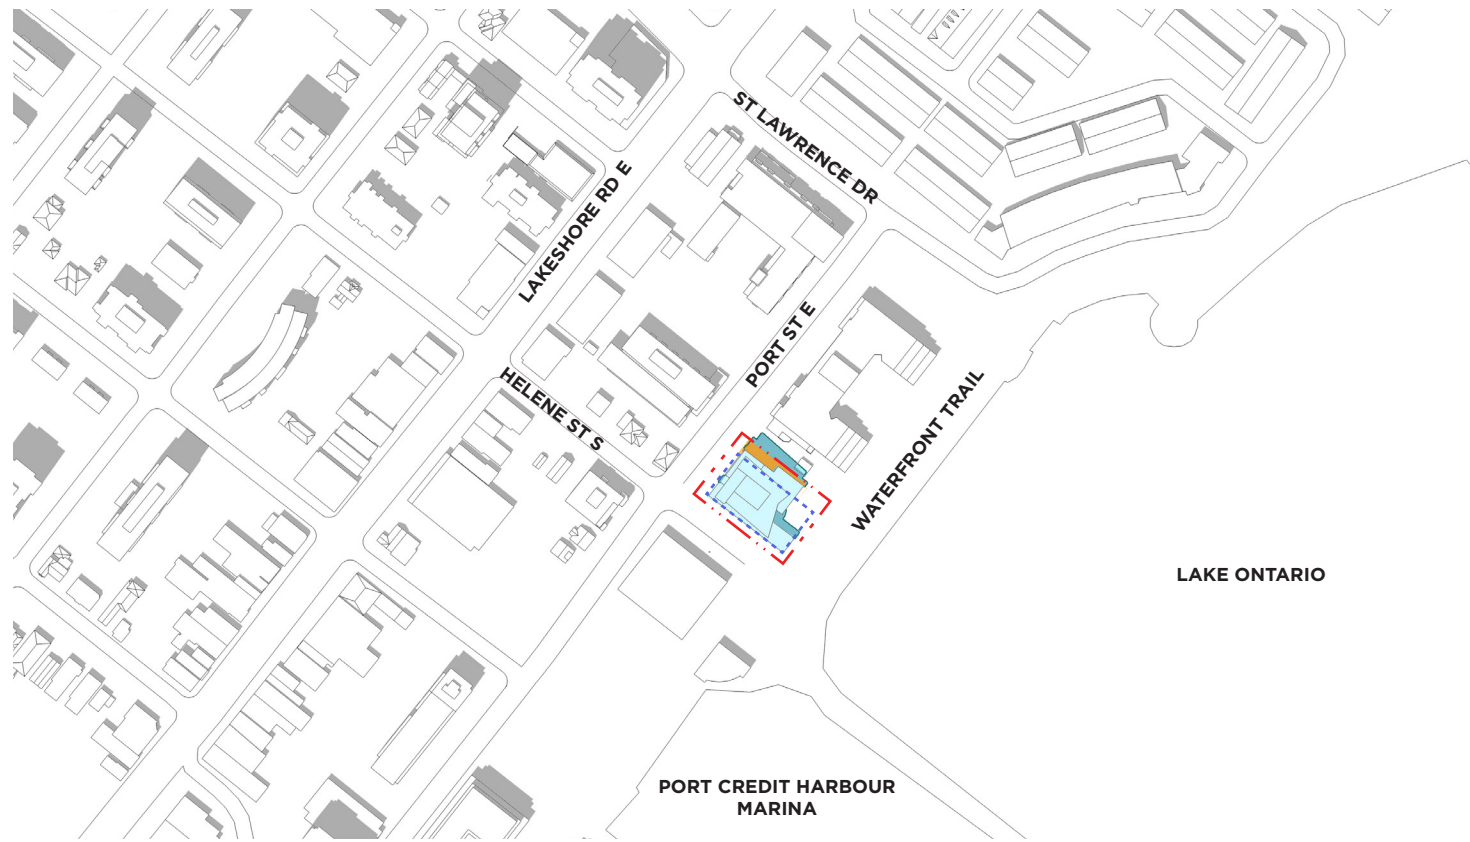 ST LAWRENCE DR
LAKESHORE RD E
PORT ST E
HELENE ST S
WATERFRONT TRAIL
LAKE ONTARIO
PORT CREDIT HARBOUR
MARINA